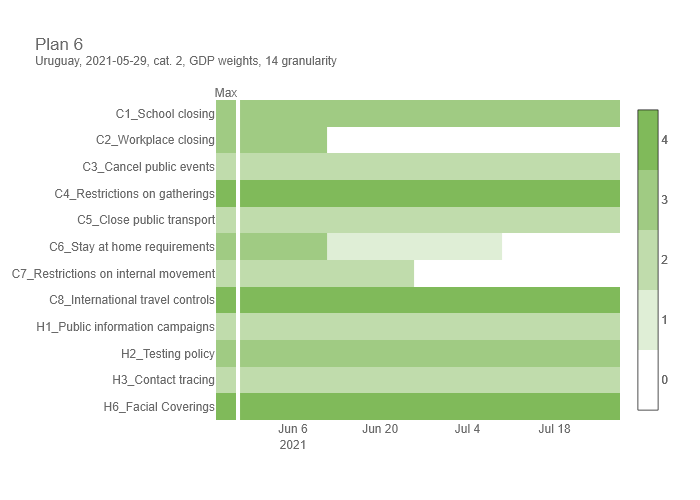 Plan 6
Uruguay, 2021-05-29, cat. 2, GDP weights, 14 granularity
Max
C1_School closing
C2_Workplace closing
C3_Cancel public events
C4_Restrictions on gatherings
C5_Close public transport
C6_Stay at home requirements
C7_Restrictions on internal movement
C8_International travel controls
H1_Public information campaigns
H2_Testing policy
H3_Contact tracing
H6_Facial Coverings
Jun 6 Jun 20 Jul 4 Jul 18
2021
4
3
2
1
0